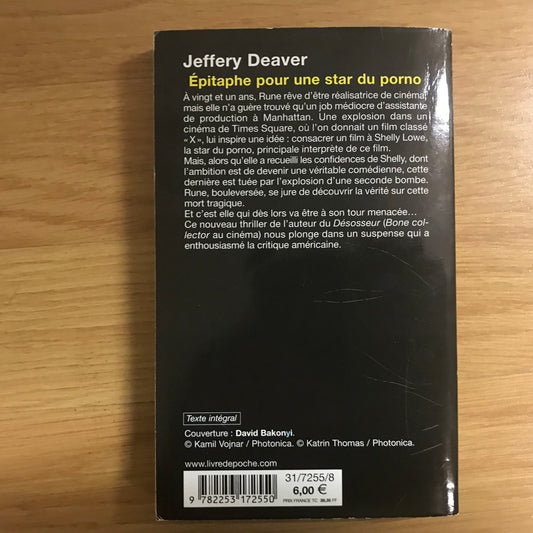 Jeffery Deaver
Épitaphe pour une star du porno
À vingt et un ans, Rune rêve d'être réalisatrice de cinéma,
mais elle n'a guère trouvé qu'un job médiocre d'assistante
de production à Manhattan. Une explosion dans un
cinéma de Times Square, où l'on donnait un film classé
« X », lui inspire une idée : consacrer un film à Shelly Lowe,
la star du porno, principale interprète de ce film.
Mais, alors qu'elle a recueilli les confidences de Shelly, dont
l'ambition est de devenir une véritable comédienne, cette
dernière est tuée par l'explosion d'une seconde bombe.
Rune, bouleversée, se jure de découvrir la vérité sur cette
mort tragique.
Et c'est elle qui dès lors va être à son tour menacée...
Ce nouveau thriller de l'auteur du Désosseur (Bone col-
lector au cinéma) nous plonge dans un suspense qui a
enthousiasmé la critique américaine.
Texte intégral
Couverture : David Bakonyi.
© Kamil Vojnar / Photonica. © Katrin Thomas / Photonica.
www.livredepoche.com
31/7255/8
6,00 €
PRIX FRANCE TC 39,36 FF
9 782253 172550